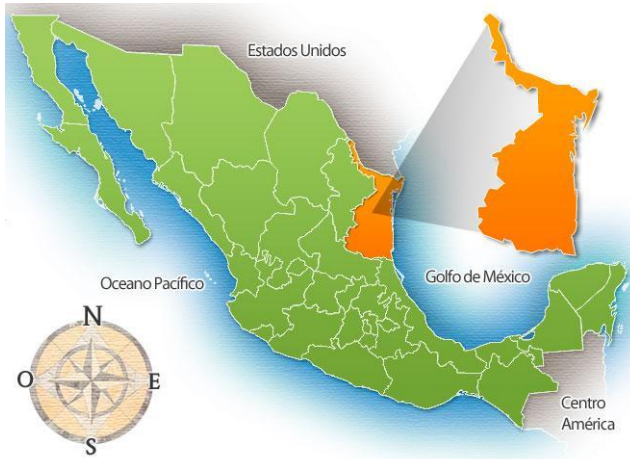 Estados Unidos
Golfo de México
Oceano Pacífico
N
O
E
S
Centro
América